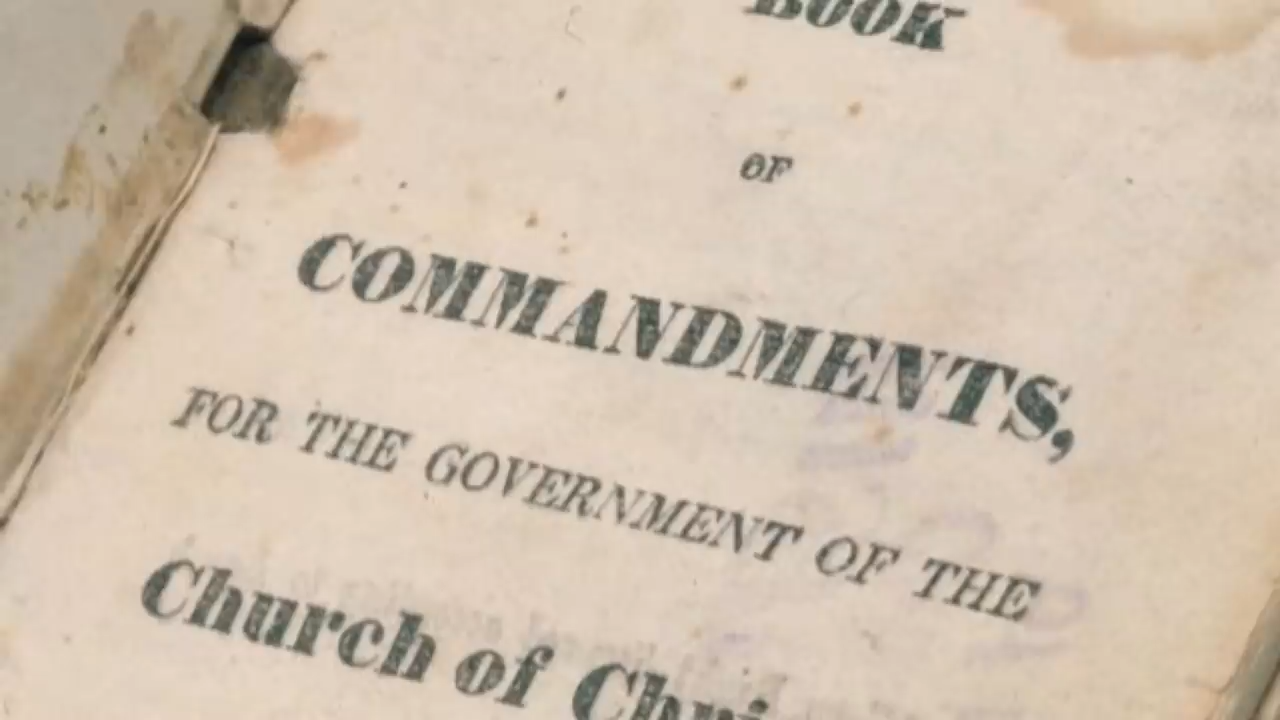 BOOK
OF
COMMANDMENTS,
FOR THE GOVERNMENT OF THE
Church of